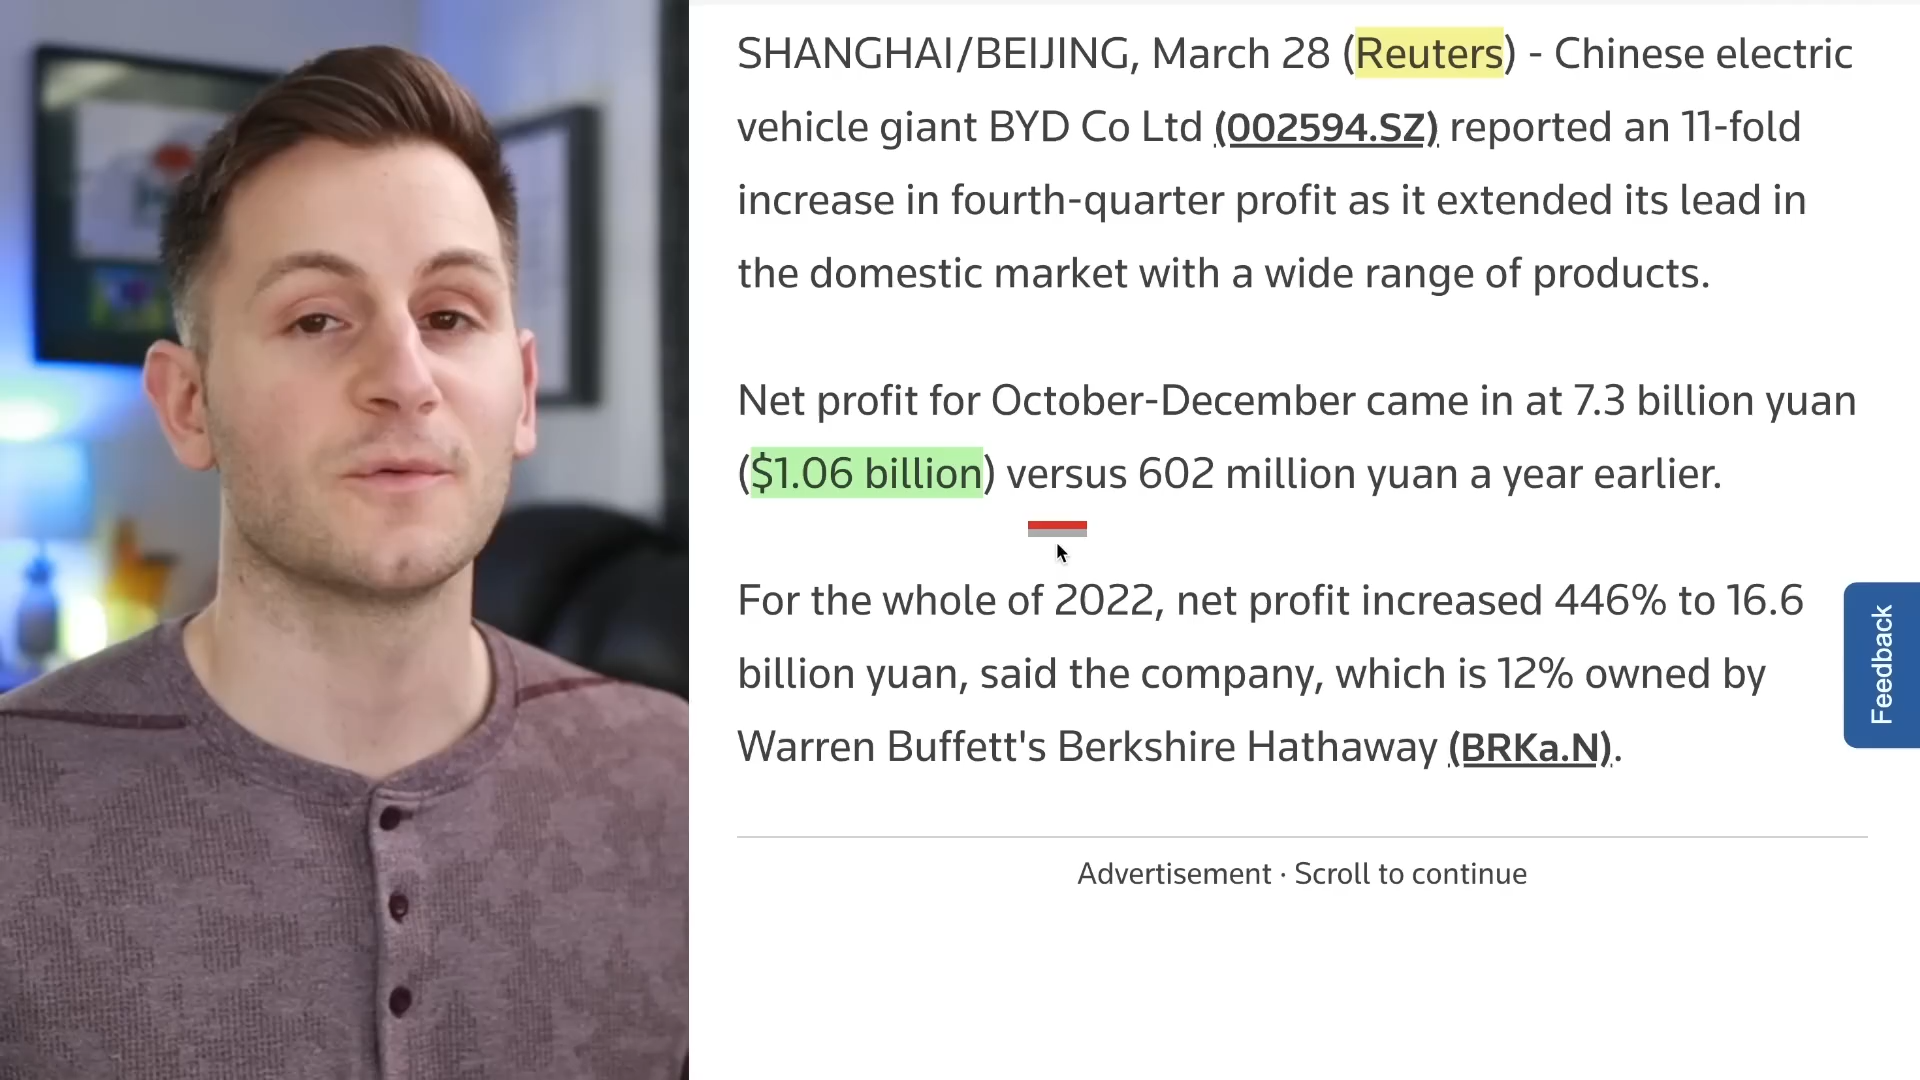 SHANGHAI/BEIJING, March 28 (Reuters) - Chinese electric
vehicle giant BYD Co Ltd (002594.SZ) reported an 11-fold
increase in fourth-quarter profit as it extended its lead in
the domestic market with a wide range of products.
Net profit for October-December came in at 7.3 billion yuan
($1.06 billion) versus 602 million yuan a year earlier.
For the whole of 2022, net profit increased 446% to 16.6
billion yuan, said the company, which is 12% owned by
Warren Buffett's Berkshire Hathaway (BRKa.N).
Feedback
Advertisement · Scroll to continue